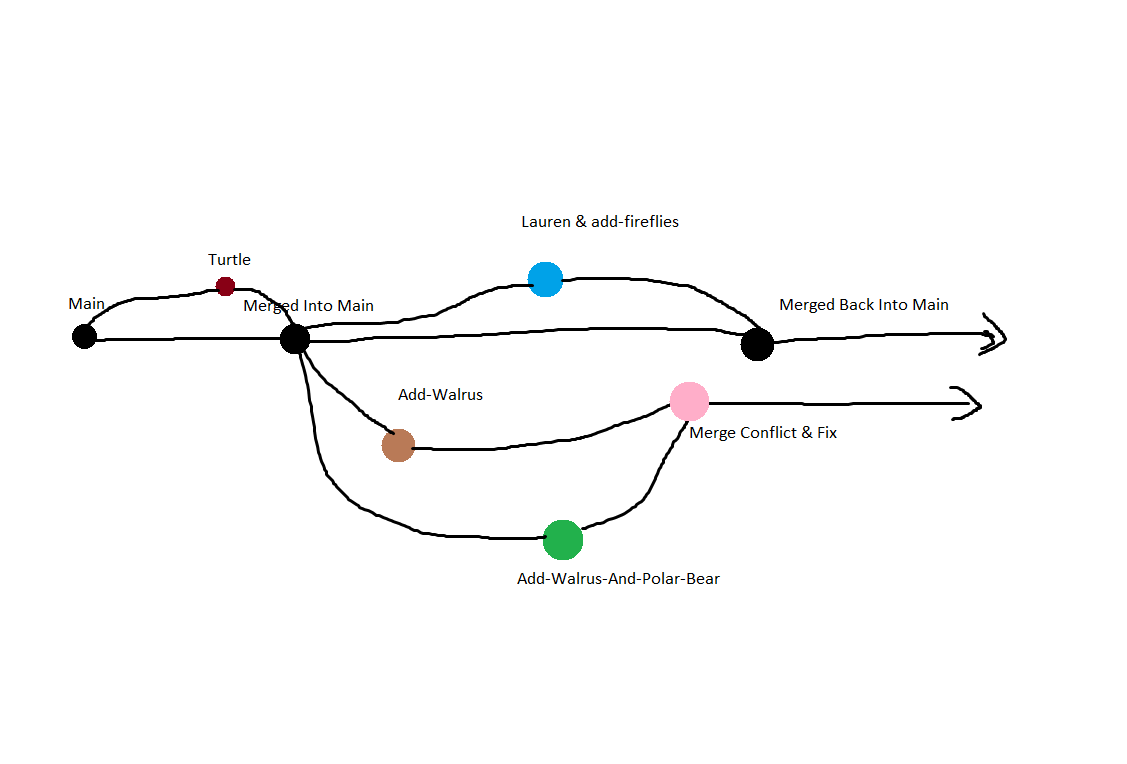 Lauren & add-fireflies
Turtle
Main
Merged Into Main
Merged Back Into Main
Add-Walrus
Merge Conflict & Fix
Add-Walrus-And-Polar-Bear